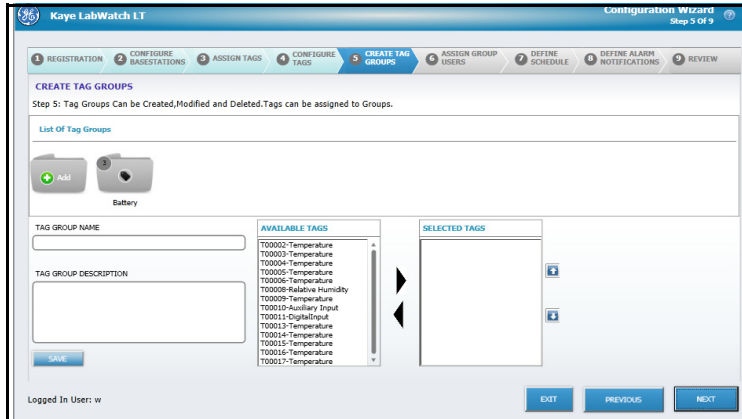 Kaye LabWatch LT
Configuration Wizard
Step 5 Of 9
1 REGISTRATION
2 CONFIGURE BASESTATIONS
3 ASSIGN TAGS
4 CONFIGURE TAGS
5 CREATE TAG GROUPS
6 ASSIGN GROUP USERS
7 DEFINE SCHEDULE
8 DEFINE ALARM NOTIFICATIONS
9 REVIEW
CREATE TAG GROUPS
Step 5: Tag Groups Can be Created,Modified and Deleted.Tags can be assigned to Groups.
List Of Tag Groups
Add
3
Battery
TAG GROUP NAME
TAG GROUP DESCRIPTION
SAVE
AVAILABLE TAGS
T00002-Temperature
T00003-Temperature
T00004-Temperature
T00005-Temperature
T00006-Temperature
T00008-Relative Humidity
T00009-Temperature
T00010-Auxiliary Input
T00011-DigitalInput
T00013-Temperature
T00014-Temperature
T00015-Temperature
T00016-Temperature
T00017-Temperature
SELECTED TAGS
Logged In User: w
EXIT
PREVIOUS
NEXT